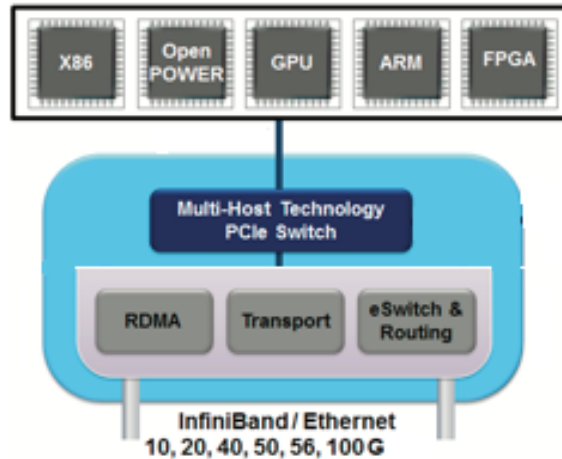 X86
Open
POWER
GPU
ARM
FPGA
Multi-Host Technology
PCIe Switch
RDMA
Transport
eSwitch &
Routing
InfiniBand / Ethernet
10, 20, 40, 50, 56, 100G